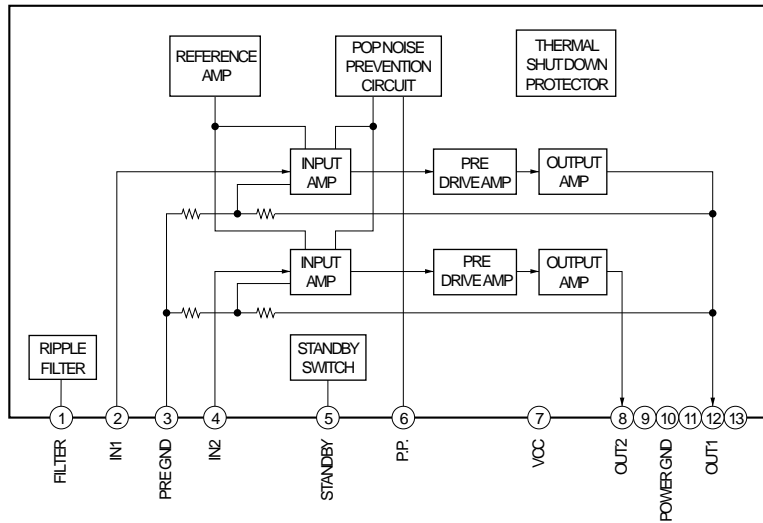 REFERENCE
AMP
POP NOISE
PREVENTION
CIRCUIT
THERMAL
SHUT DOWN
PROTECTOR
INPUT
AMP
PRE
DRIVE AMP
OUTPUT
AMP
INPUT
AMP
PRE
DRIVE AMP
OUTPUT
AMP
RIPPLE
FILTER
STANDBY
SWITCH
1 2 3 4 5 6 7 8 9 10 11 12 13
FILTER
IN1
PRE GND
IN2
STANDBY
P.P.
VCC
OUT2
POWER GND
OUT1